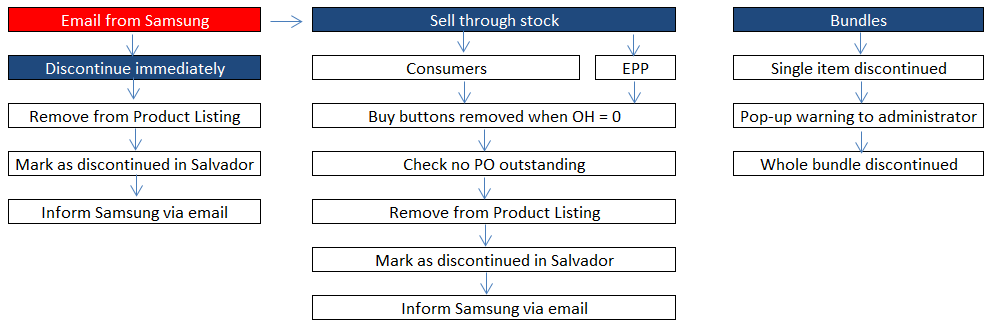 Email from Samsung
Discontinue immediately
Remove from Product Listing
Mark as discontinued in Salvador
Inform Samsung via email
Sell through stock
Consumers
EPP
Buy buttons removed when OH = 0
Check no PO outstanding
Remove from Product Listing
Mark as discontinued in Salvador
Inform Samsung via email
Bundles
Single item discontinued
Pop-up warning to administrator
Whole bundle discontinued